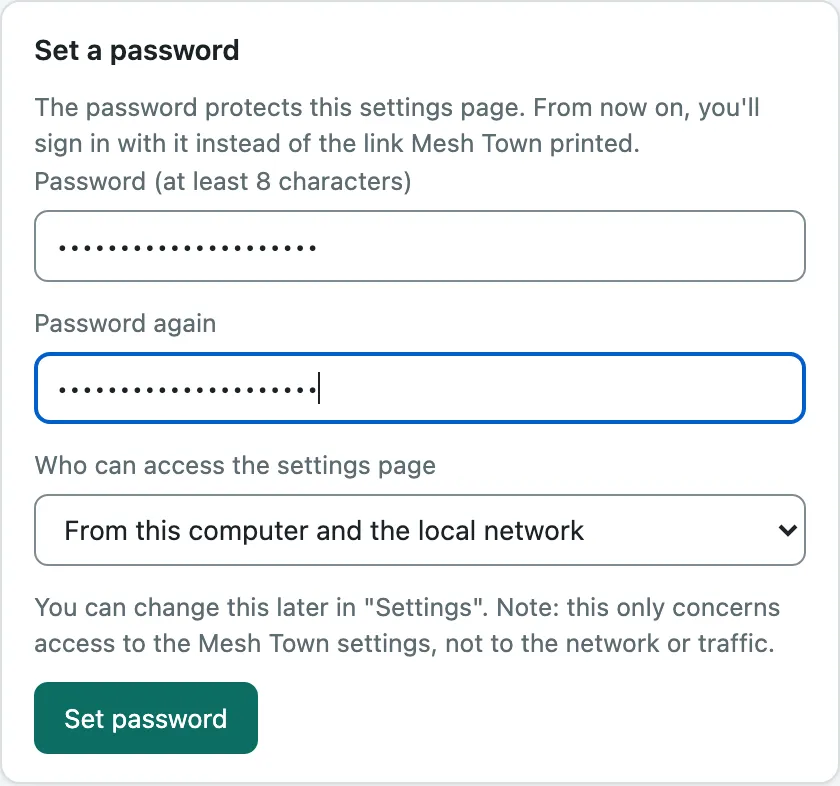 Set a password
The password protects this settings page. From now on, you'll
sign in with it instead of the link Mesh Town printed.
Password (at least 8 characters)
•••••••••••••••••••••
Password again
•••••••••••••••••••••
Who can access the settings page
From this computer and the local network
You can change this later in "Settings". Note: this only concerns
access to the Mesh Town settings, not to the network or traffic.
Set password